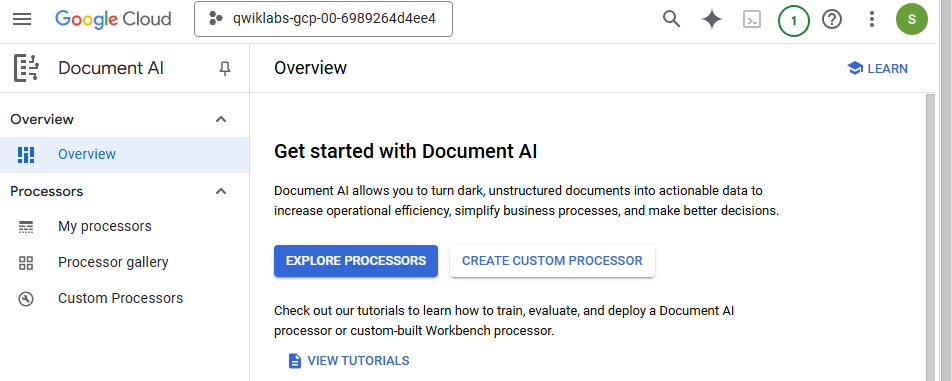 Google Cloud
qwiklabs-gcp-00-6989264d4ee4
1
S
Document AI
Overview
LEARN
Overview
Overview
Processors
My processors
Processor gallery
Custom Processors
Get started with Document AI
Document AI allows you to turn dark, unstructured documents into actionable data to
increase operational efficiency, simplify business processes, and make better decisions.
EXPLORE PROCESSORS
CREATE CUSTOM PROCESSOR
Check out our tutorials to learn how to train, evaluate, and deploy a Document AI
processor or custom-built Workbench processor.
VIEW TUTORIALS